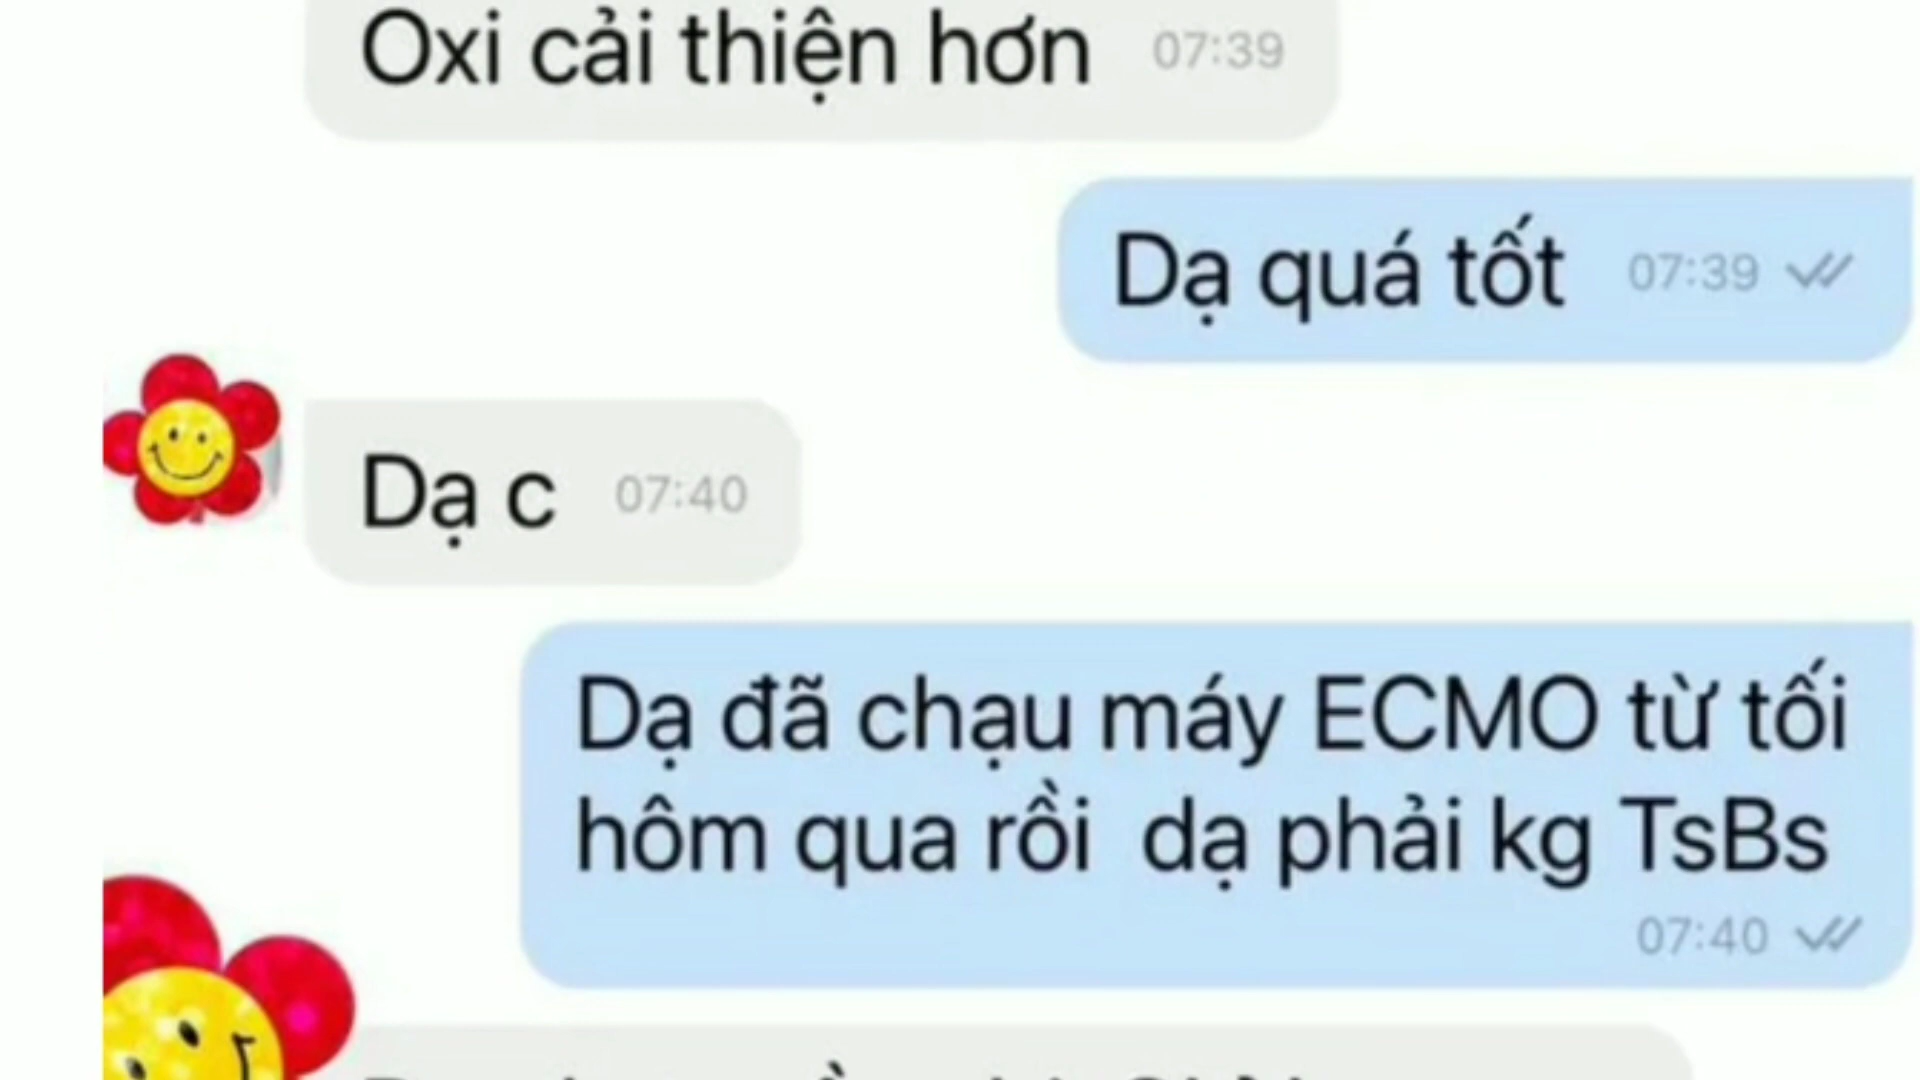 Oxi cải thiện hơn 07:39
Dạ quá tốt 07:39
Dạ c 07:40
Dạ đã chạu máy ECMO từ tối
hôm qua rồi dạ phải kg TsBs
07:40